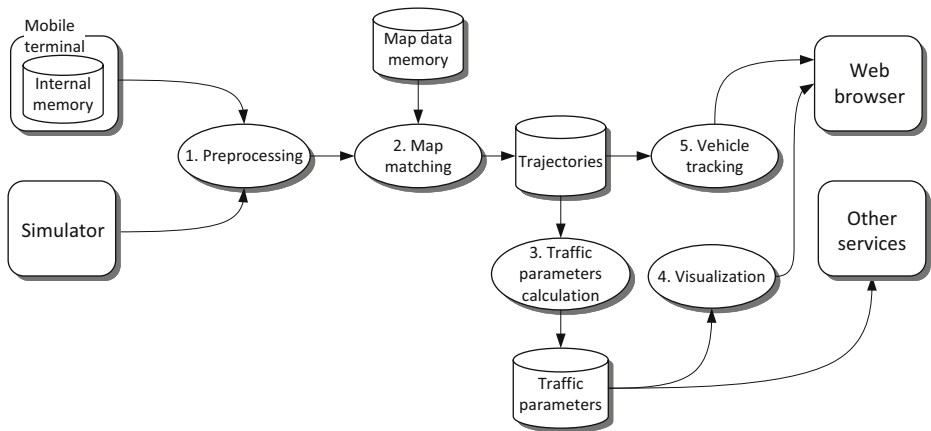 Mobile
terminal
Internal
memory
Map data
memory
Web
browser
1. Preprocessing
2. Map
matching
Trajectories
5. Vehicle
tracking
Simulator
Other
services
3. Traffic
parameters
calculation
4. Visualization
Traffic
parameters